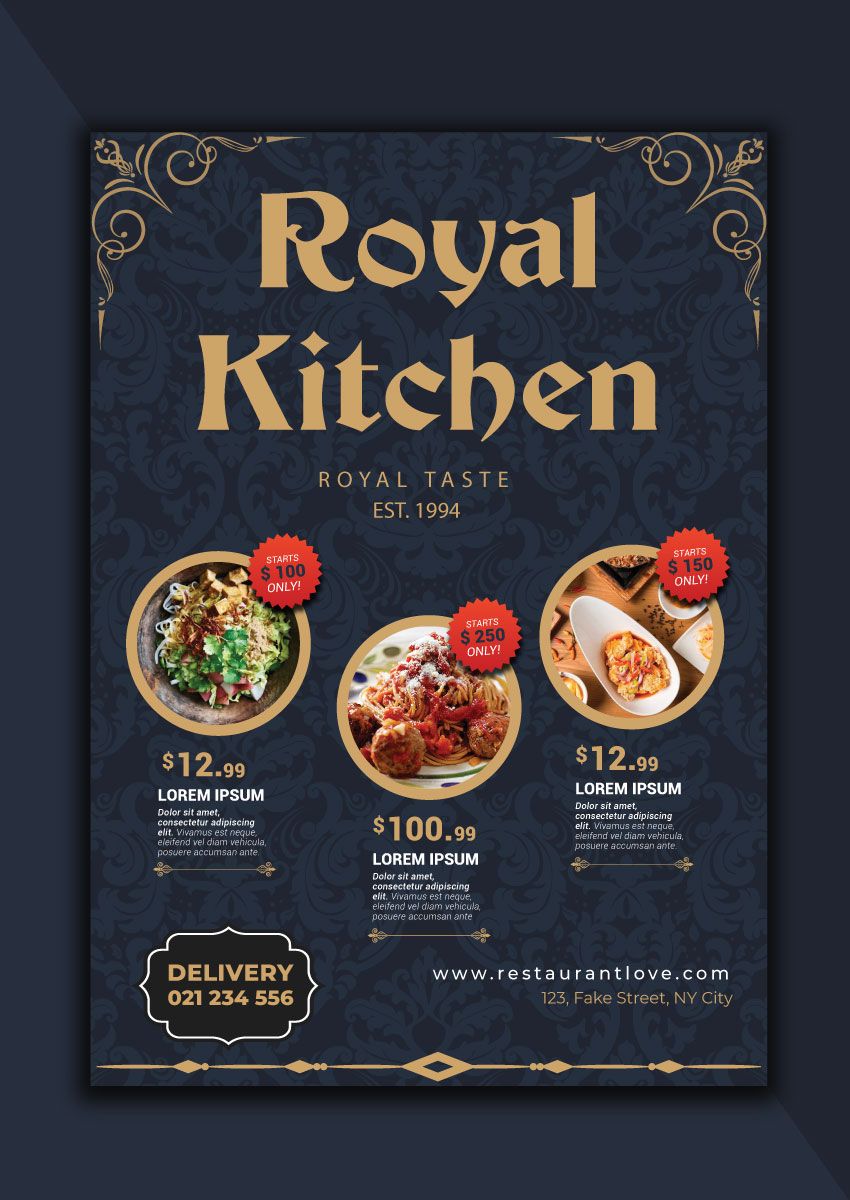 Royal
Kitchen
ROYAL TASTE
EST. 1994
STARTS
$ 100
ONLY!
$12.99
LOREM IPSUM
Dolor sit amet,
consectetur adipiscing
elit. Vivamus est neque,
eleifend vel diam vehicula,
posuere accumsan ante.
STARTS
$ 250
ONLY!
$100.99
LOREM IPSUM
Dolor sit amet,
consectetur adipiscing
elit. Vivamus est neque,
eleifend vel diam vehicula,
posuere accumsan ante
STARTS
$ 150
ONLY!
$12.99
LOREM IPSUM
Dolor sit amet,
consectetur adipiscing
elit. Vivamus est neque,
eleifend vel diam vehicula,
posuere accumsan ante.
DELIVERY
021 234 556
www.restaurantlove.com
123, Fake Street, NY City